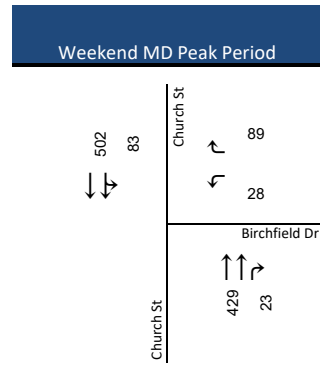 Weekend MD Peak Period
Church St
502
83
89
28
Birchfield Dr
429
23
Church St